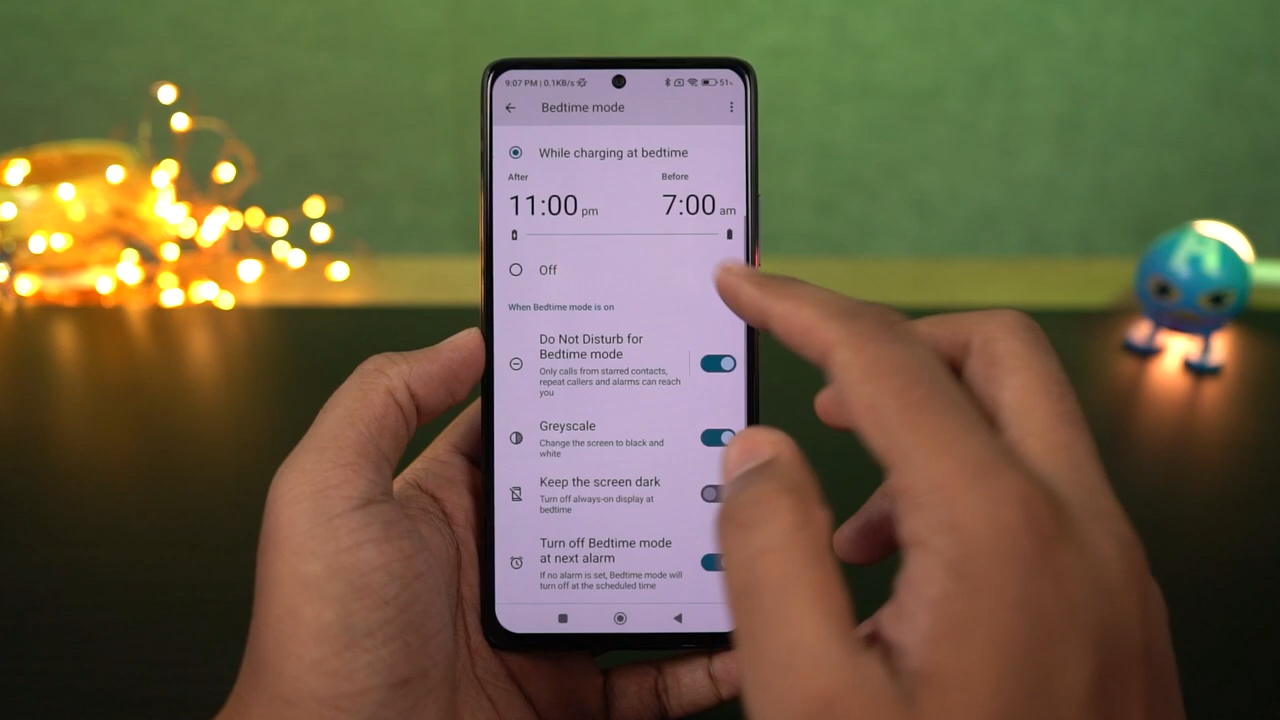 9:07 PM | 0.1KB/s
51
Bedtime mode
While charging at bedtime
After
Before
11:00 pm
7:00 am
Off
When Bedtime mode is on
Do Not Disturb for
Bedtime mode
Only calls from starred contacts,
repeat callers and alarms can reach
you
Greyscale
Change the screen to black and
white
Keep the screen dark
Turn off always-on display at
bedtime
Turn off Bedtime mode
at next alarm
If no alarm is set, Bedtime mode will
turn off at the scheduled time